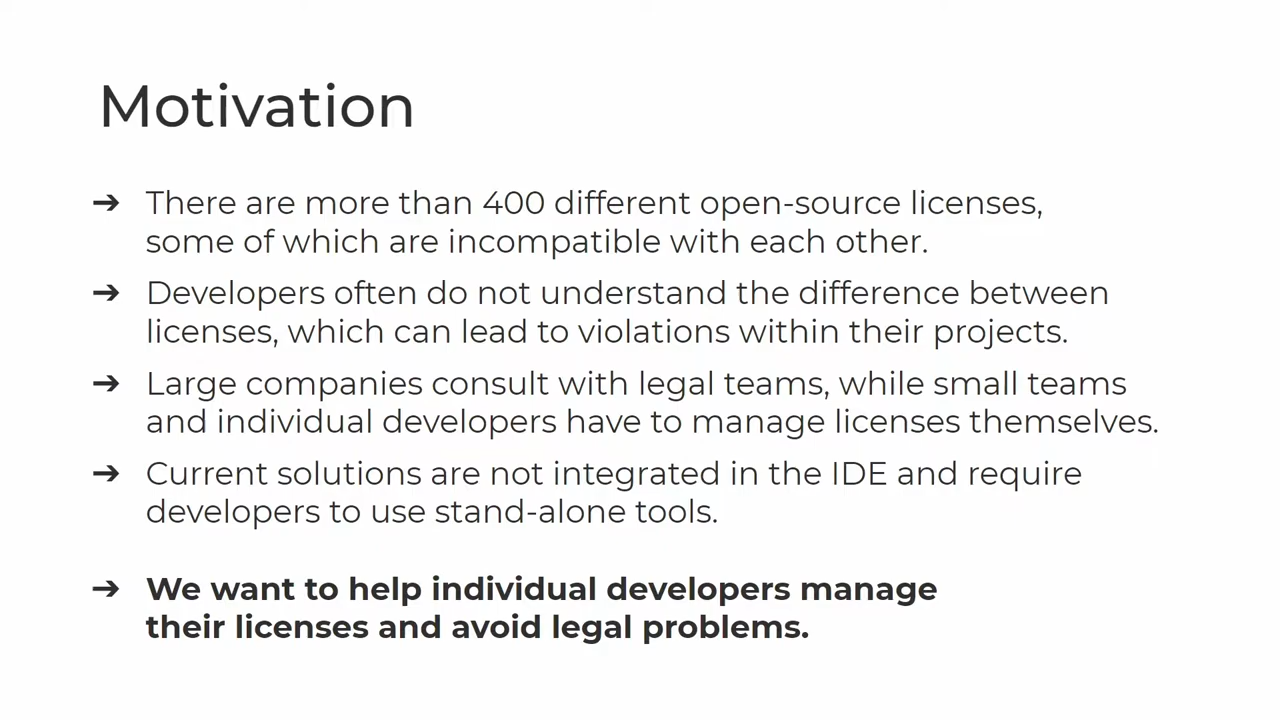 Motivation
➔ There are more than 400 different open-source licenses,
some of which are incompatible with each other.
➔ Developers often do not understand the difference between
licenses, which can lead to violations within their projects.
➔ Large companies consult with legal teams, while small teams
and individual developers have to manage licenses themselves.
➔ Current solutions are not integrated in the IDE and require
developers to use stand-alone tools.
➔ We want to help individual developers manage
their licenses and avoid legal problems.